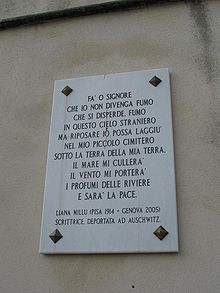 FA' O SIGNORE
CHE IO NON DIVENGA FUMO
CHE SI DISPERDE. FUMO
IN QUESTO CIELO STRANIERO
MA RIPOSARE IO POSSA LAGGIU'
NEL MIO PICCOLO CIMITERO
SOTTO LA TERRA DELLA MIA TERRA.
IL MARE MI CULLERA'
IL VENTO MI PORTERA'
I PROFUMI DELLE RIVIERE
E SARA' LA PACE.
LIANA MILLU (PISA 1914 - GENOVA 2005)
SCRITTRICE, DEPORTATA AD AUSCHWITZ.